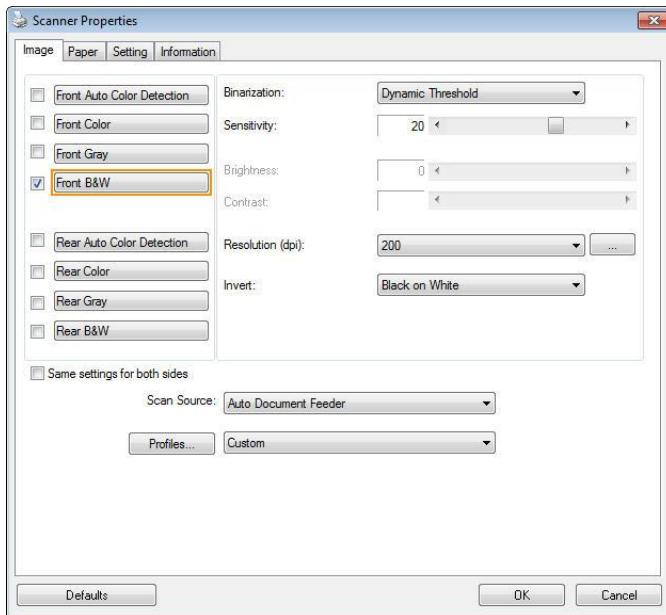 Scanner Properties
Image Paper Setting Information
Front Auto Color Detection
Front Color
Front Gray
Front B&W
Rear Auto Color Detection
Rear Color
Rear Gray
Rear B&W
Binarization: Dynamic Threshold
Sensitivity: 20
Brightness: 0
Contrast:
Resolution (dpi): 200 ...
Invert: Black on White
Same settings for both sides
Scan Source: Auto Document Feeder
Profiles... Custom
Defaults OK Cancel